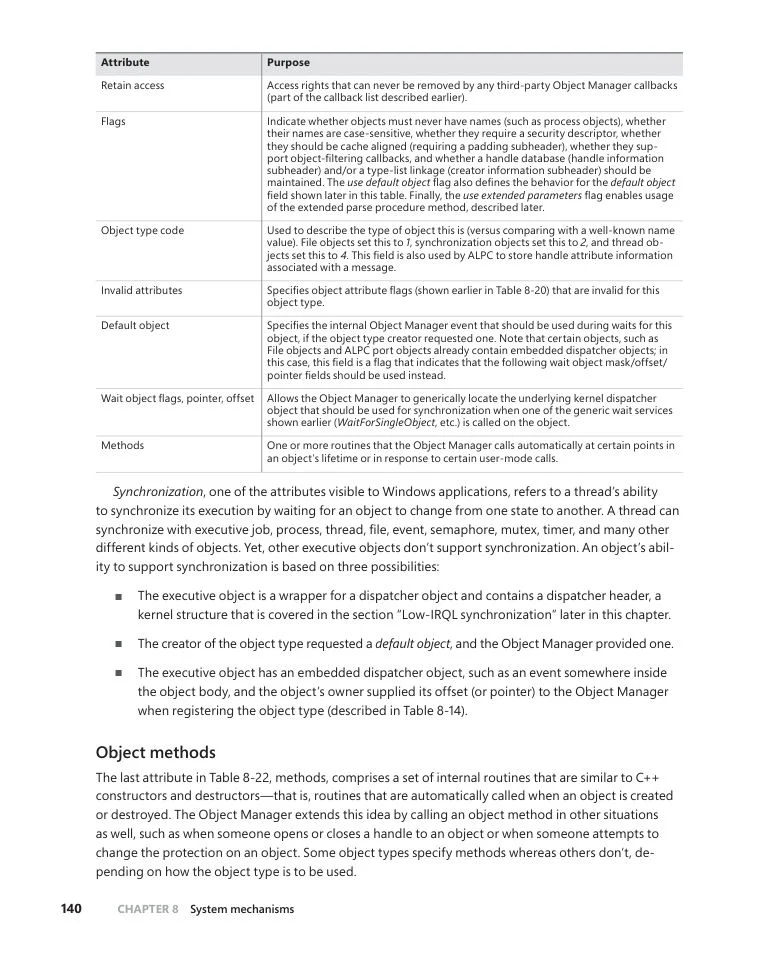 Attribute Purpose
Retain access Access rights that can never be removed by any third-party Object Manager callbacks
(part of the callback list described earlier).
Flags Indicate whether objects must never have names (such as process objects), whether
their names are case-sensitive, whether they require a security descriptor, whether
they should be cache aligned (requiring a padding subheader), whether they sup-
port object-filtering callbacks, and whether a handle database (handle information
subheader) and/or a type-list linkage (creator information subheader) should be
maintained. The use default object flag also defines the behavior for the default object
field shown later in this table. Finally, the use extended parameters flag enables usage
of the extended parse procedure method, described later.
Object type code Used to describe the type of object this is (versus comparing with a well-known name
value). File objects set this to 1, synchronization objects set this to 2, and thread ob-
jects set this to 4. This field is also used by ALPC to store handle attribute information
associated with a message.
Invalid attributes Specifies object attribute flags (shown earlier in Table 8-20) that are invalid for this
object type.
Default object Specifies the internal Object Manager event that should be used during waits for this
object, if the object type creator requested one. Note that certain objects, such as
File objects and ALPC port objects already contain embedded dispatcher objects; in
this case, this field is a flag that indicates that the following wait object mask/offset/
pointer fields should be used instead.
Wait object flags, pointer, offset Allows the Object Manager to generically locate the underlying kernel dispatcher
object that should be used for synchronization when one of the generic wait services
shown earlier (WaitForSingleObject, etc.) is called on the object.
Methods One or more routines that the Object Manager calls automatically at certain points in
an object's lifetime or in response to certain user-mode calls.
Synchronization, one of the attributes visible to Windows applications, refers to a thread's ability
to synchronize its execution by waiting for an object to change from one state to another. A thread can
synchronize with executive job, process, thread, file, event, semaphore, mutex, timer, and many other
different kinds of objects. Yet, other executive objects don't support synchronization. An object's abil-
ity to support synchronization is based on three possibilities:
■ The executive object is a wrapper for a dispatcher object and contains a dispatcher header, a
kernel structure that is covered in the section "Low-IRQL synchronization" later in this chapter.
■ The creator of the object type requested a default object, and the Object Manager provided one.
■ The executive object has an embedded dispatcher object, such as an event somewhere inside
the object body, and the object's owner supplied its offset (or pointer) to the Object Manager
when registering the object type (described in Table 8-14).
Object methods
The last attribute in Table 8-22, methods, comprises a set of internal routines that are similar to C++
constructors and destructors—that is, routines that are automatically called when an object is created
or destroyed. The Object Manager extends this idea by calling an object method in other situations
as well, such as when someone opens or closes a handle to an object or when someone attempts to
change the protection on an object. Some object types specify methods whereas others don't, de-
pending on how the object type is to be used.
140 CHAPTER 8 System mechanisms